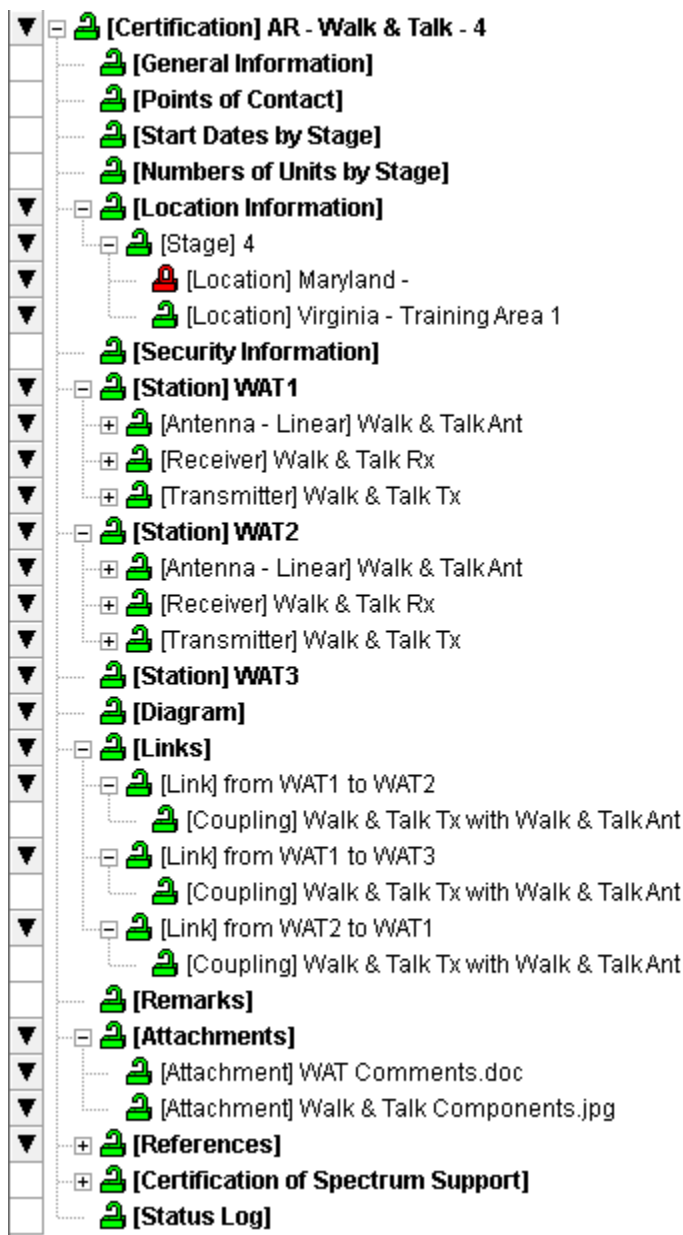 [Certification] AR - Walk & Talk - 4
[General Information]
[Points of Contact]
[Start Dates by Stage]
[Numbers of Units by Stage]
[Location Information]
[Stage] 4
[Location] Maryland -
[Location] Virginia - Training Area 1
[Security Information]
[Station] WAT1
[Antenna - Linear] Walk & Talk Ant
[Receiver] Walk & Talk Rx
[Transmitter] Walk & Talk Tx
[Station] WAT2
[Antenna - Linear] Walk & Talk Ant
[Receiver] Walk & Talk Rx
[Transmitter] Walk & Talk Tx
[Station] WAT3
[Diagram]
[Links]
[Link] from WAT1 to WAT2
[Coupling] Walk & Talk Tx with Walk & Talk Ant
[Link] from WAT1 to WAT3
[Coupling] Walk & Talk Tx with Walk & Talk Ant
[Link] from WAT2 to WAT1
[Coupling] Walk & Talk Tx with Walk & Talk Ant
[Remarks]
[Attachments]
[Attachment] WAT Comments.doc
[Attachment] Walk & Talk Components.jpg
[References]
[Certification of Spectrum Support]
[Status Log]